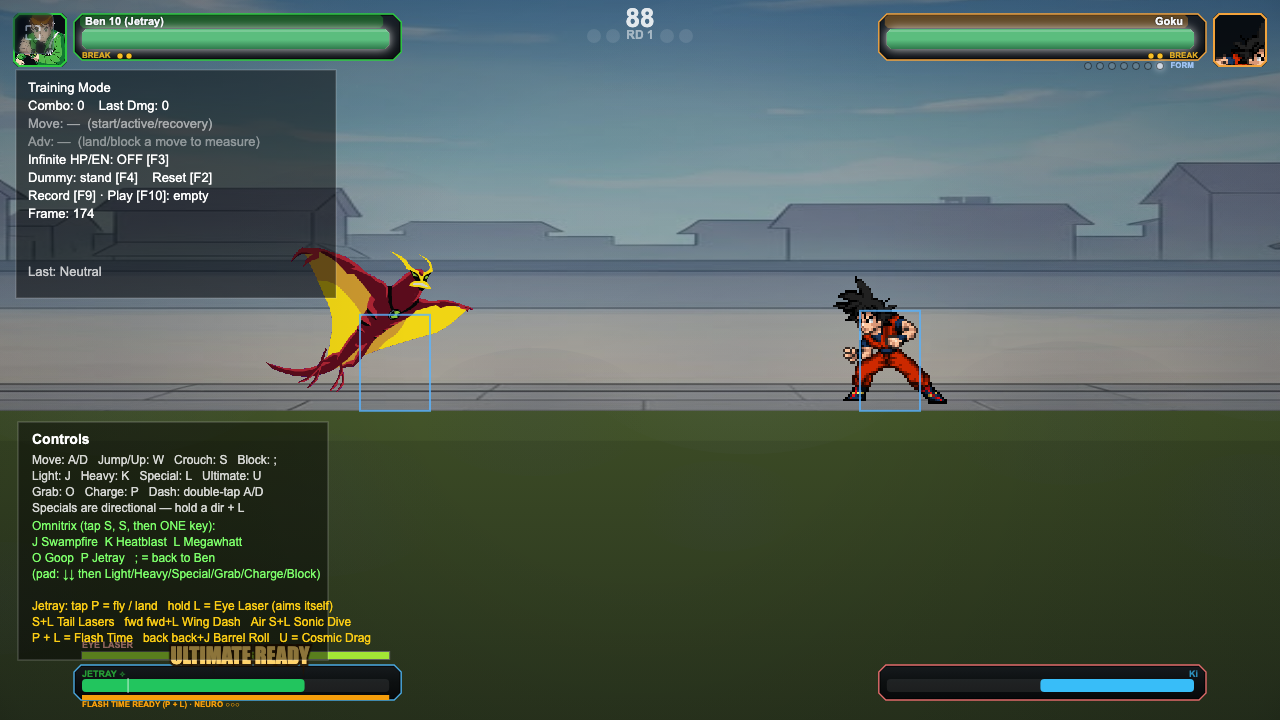 Ben 10 (Jetray)
BREAK
88
RD 1
Goku
BREAK
FORM
Training Mode
Combo: 0    Last Dmg: 0
Move: —  (start/active/recovery)
Adv: —  (land/block a move to measure)
Infinite HP/EN: OFF [F3]
Dummy: stand [F4]    Reset [F2]
Record [F9] · Play [F10]: empty
Frame: 174
Last: Neutral
Controls
Move: A/D   Jump/Up: W   Crouch: S   Block: ;
Light: J   Heavy: K   Special: L   Ultimate: U
Grab: O   Charge: P   Dash: double-tap A/D
Specials are directional — hold a dir + L
Omnitrix (tap S, S, then ONE key):
J Swampfire  K Heatblast  L Megawhatt
O Goop  P Jetray   ; = back to Ben
(pad: ↓↓ then Light/Heavy/Special/Grab/Charge/Block)
Jetray: tap P = fly / land   hold L = Eye Laser (aims itself)
S+L Tail Lasers   fwd fwd+L Wing Dash   Air S+L Sonic Dive
P + L = Flash Time   back back+J Barrel Roll   U = Cosmic Drag
EYE LASER
ULTIMATE READY
JETRAY ÷
FLASH TIME READY (P + L) · NEURO ○○○
Ki